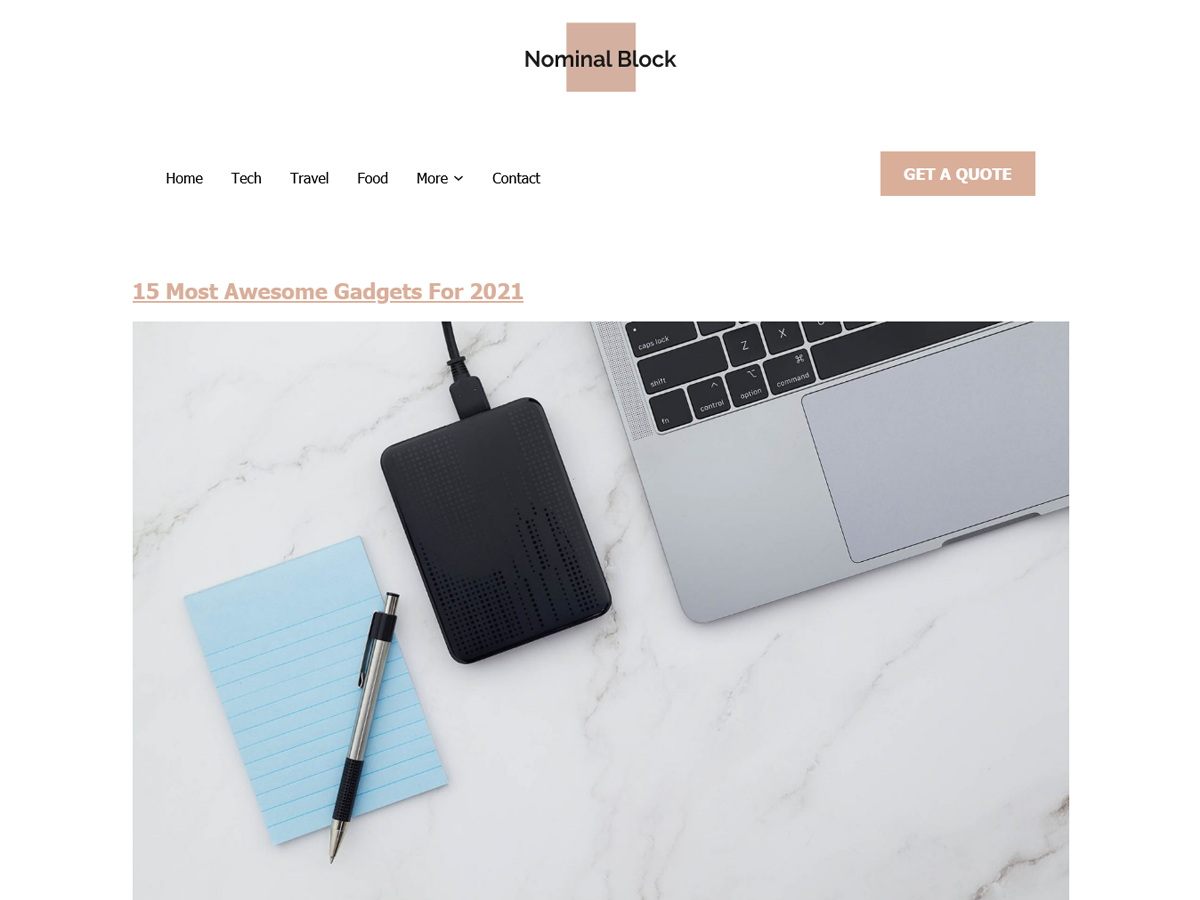 Nominal Block
Home Tech Travel Food More Contact
GET A QUOTE
15 Most Awesome Gadgets For 2021
caps lock
Z X
shift
fn control option command